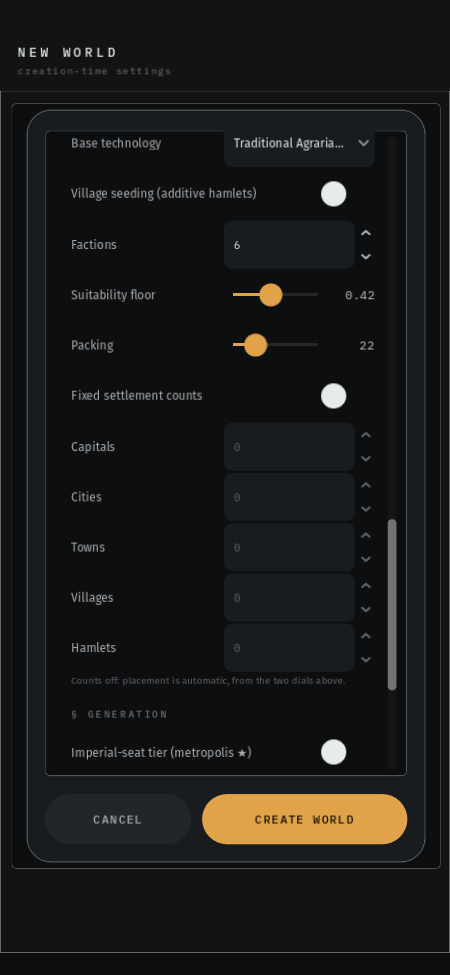 NEW WORLD
creation-time settings
Base technology
Traditional Agraria...
Village seeding (additive hamlets)
Factions
6
Suitability floor
0.42
Packing
22
Fixed settlement counts
Capitals
0
Cities
0
Towns
0
Villages
0
Hamlets
0
Counts off: placement is automatic, from the two dials above.
§ GENERATION
Imperial-seat tier (metropolis ★)
CANCEL
CREATE WORLD